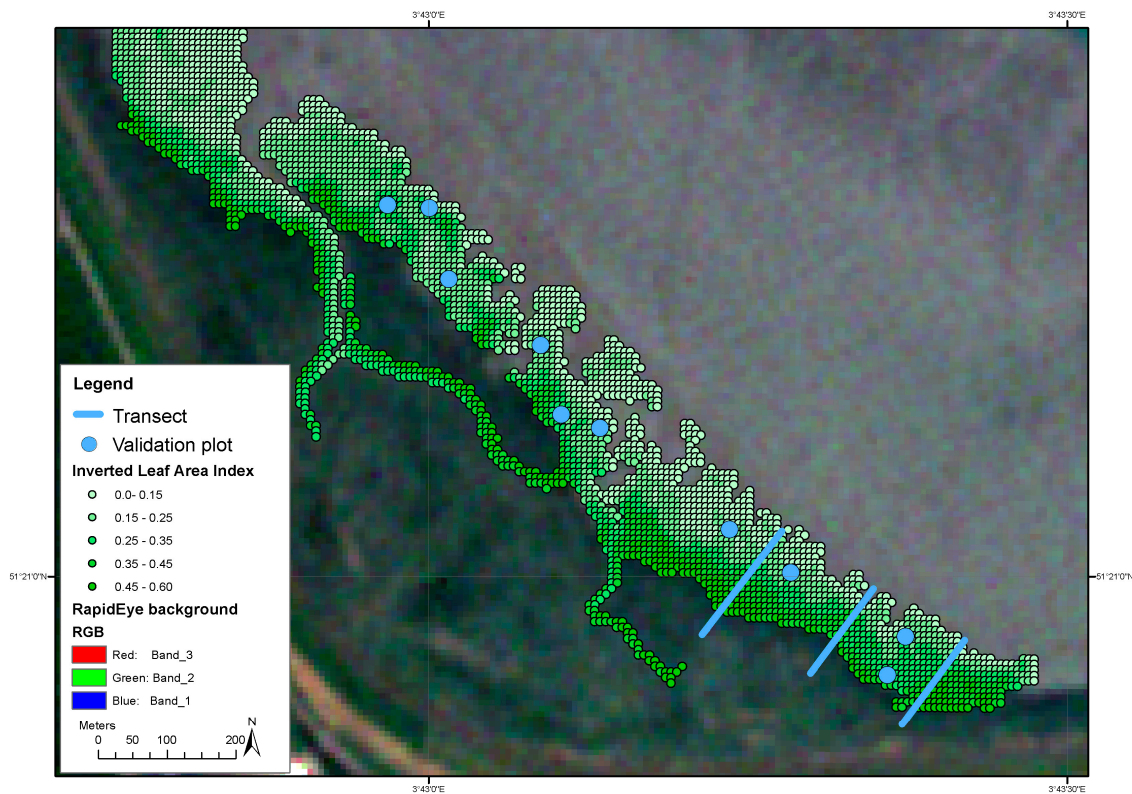 3°43'0"E 3°43'30"E
51°21'0"N 51°21'0"N
Legend
Transect
Validation plot
Inverted Leaf Area Index
0.0- 0.15
0.15 - 0.25
0.25 - 0.35
0.35 - 0.45
0.45 - 0.60
RapidEye background
RGB
Red: Band_3
Green: Band_2
Blue: Band_1
Meters N
0 50 100 200
3°43'0"E 3°43'30"E